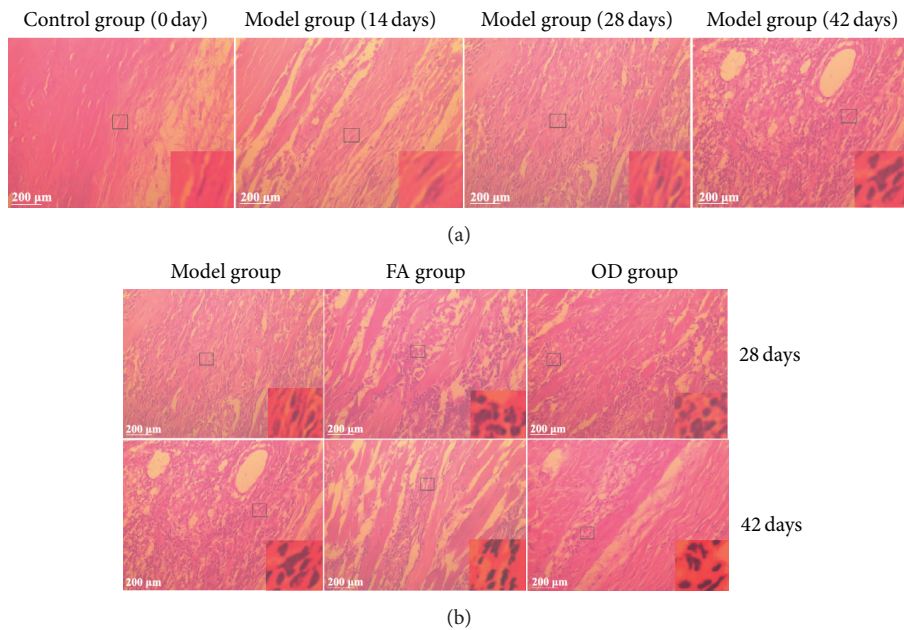 Control group (0 day) Model group (14 days) Model group (28 days) Model group (42 days)
200 μm 200 μm 200 μm 200 μm
(a)
Model group FA group OD group
28 days
200 μm 200 μm 200 μm
42 days
200 μm 200 μm 200 μm
(b)